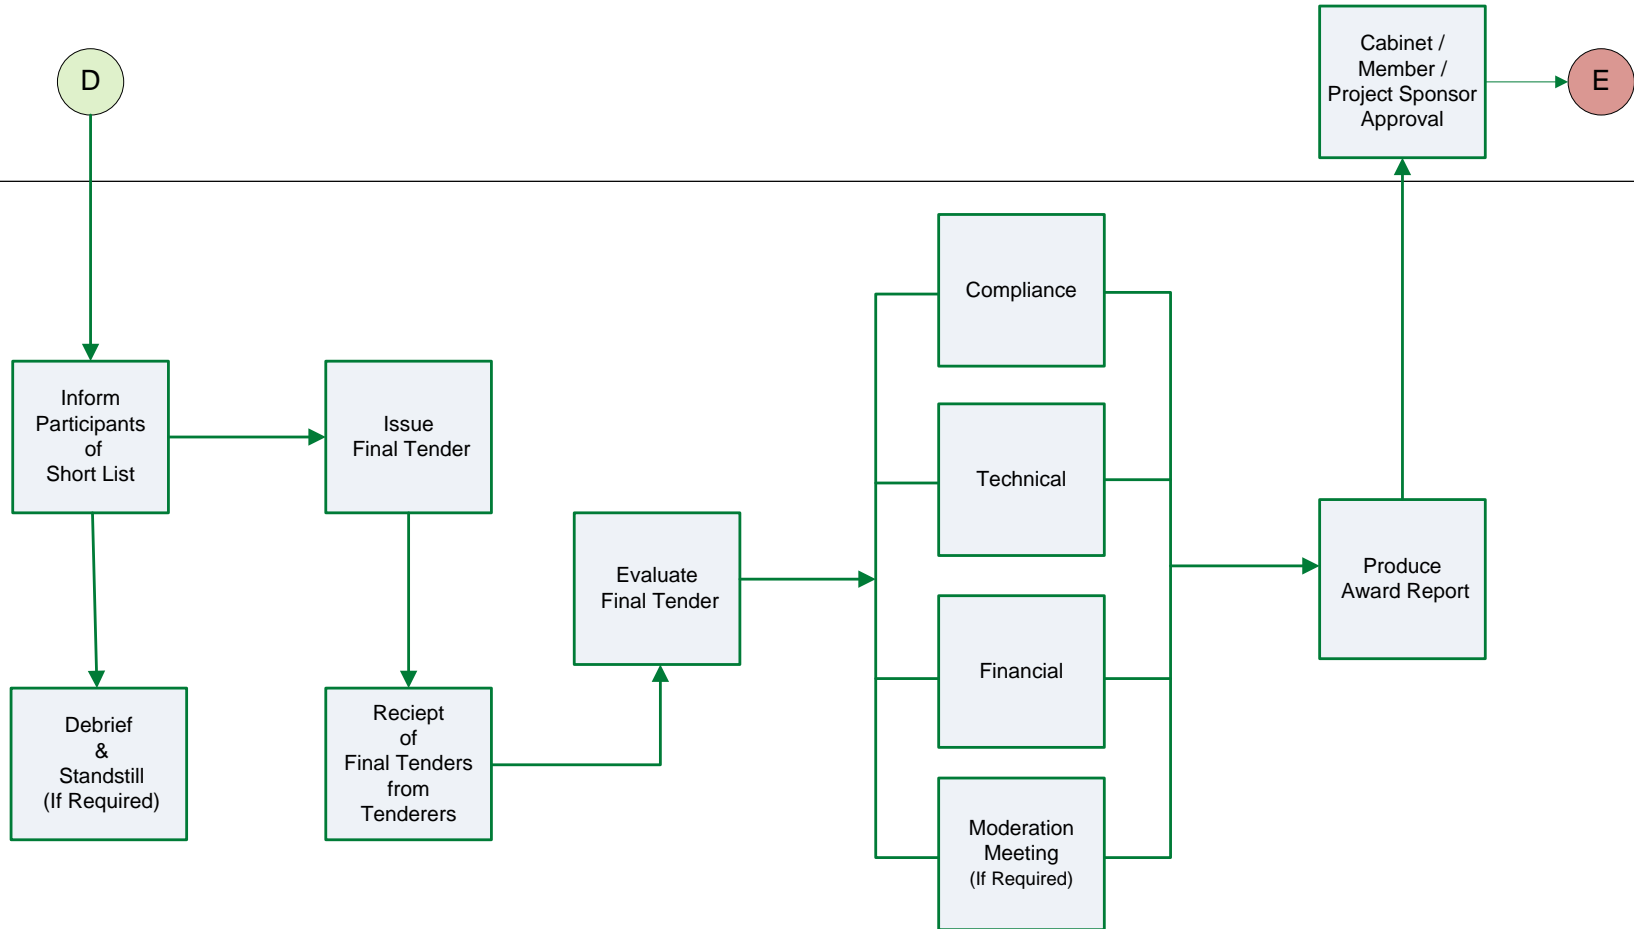 D
Cabinet /
Member /
Project Sponsor
Approval
E
Inform
Participants
of
Short List
Issue
Final Tender
Debrief
&
Standstill
(If Required)
Reciept
of
Final Tenders
from
Tenderers
Evaluate
Final Tender
Compliance
Technical
Financial
Moderation
Meeting
(If Required)
Produce
Award Report